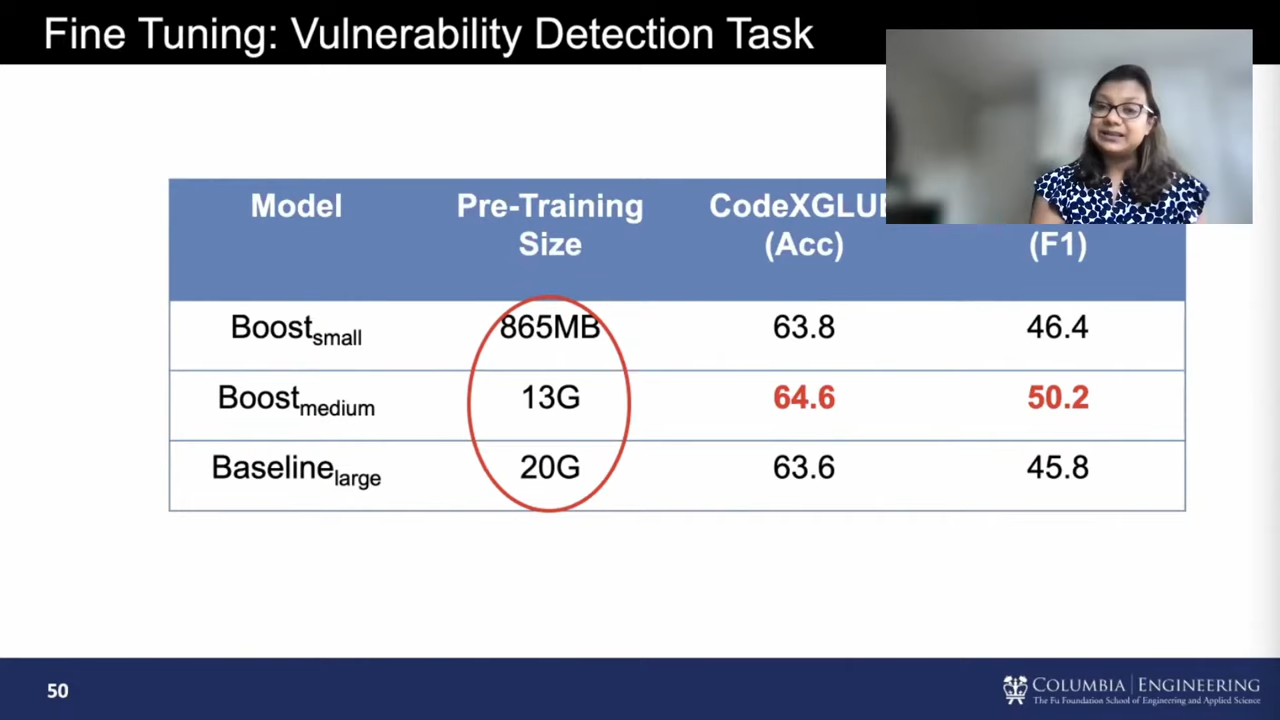 Fine Tuning: Vulnerability Detection Task
Model
Pre-Training
Size
(Acc)
(F1)
Boostsmall 865MB 63.8 46.4
Boostmedium 13G 64.6 50.2
Baselinelarge 20G 63.6 45.8
50
COLUMBIA | ENGINEERING
The Fu Foundation School of Engineering and Applied Science